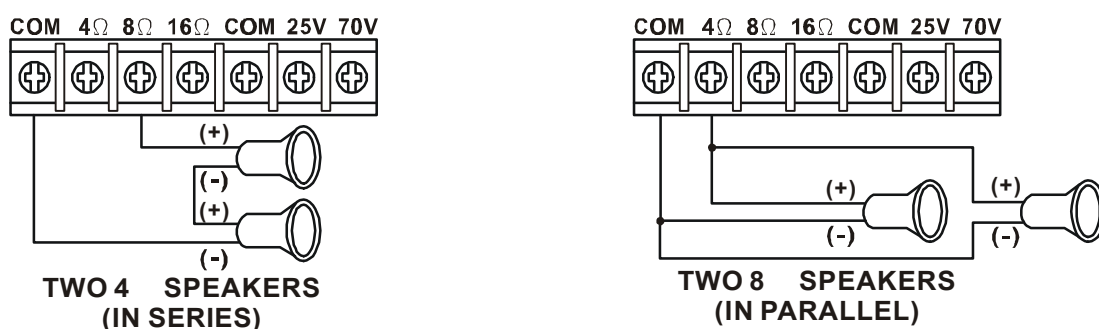 COM 4Ω 8Ω 16Ω COM 25V 70V
(+)
(-)
(+)
(-)
TWO 4 SPEAKERS
(IN SERIES)
COM 4Ω 8Ω 16Ω COM 25V 70V
(+)
(-)
(+)
(-)
TWO 8 SPEAKERS
(IN PARALLEL)